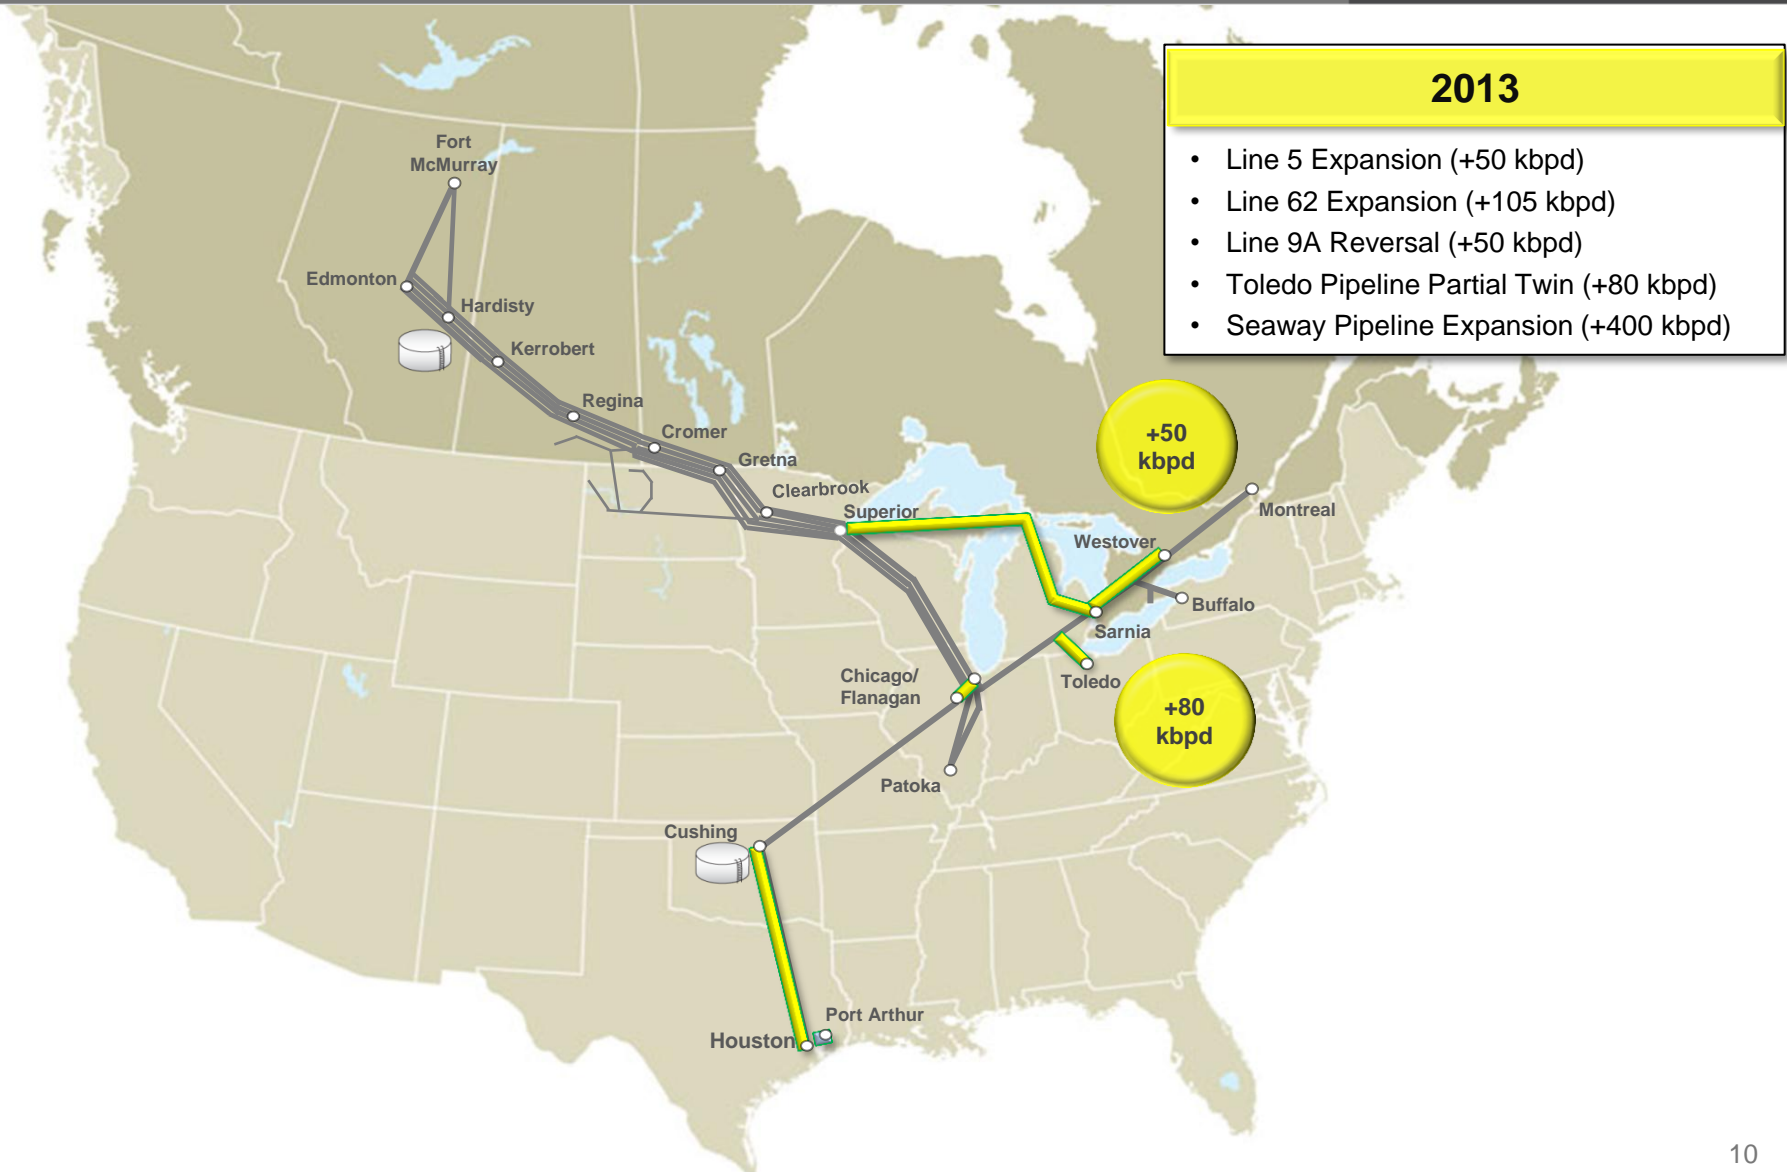 2013
• Line 5 Expansion (+50 kbpd)
• Line 62 Expansion (+105 kbpd)
• Line 9A Reversal (+50 kbpd)
• Toledo Pipeline Partial Twin (+80 kbpd)
• Seaway Pipeline Expansion (+400 kbpd)
Fort
McMurray
Edmonton
Hardisty
Kerrobert
Regina
Cromer
Gretna
Clearbrook
Superior
+50
kbpd
Montreal
Westover
Buffalo
Sarnia
Toledo
Chicago/
Flanagan
+80
kbpd
Patoka
Cushing
Port Arthur
Houston
10